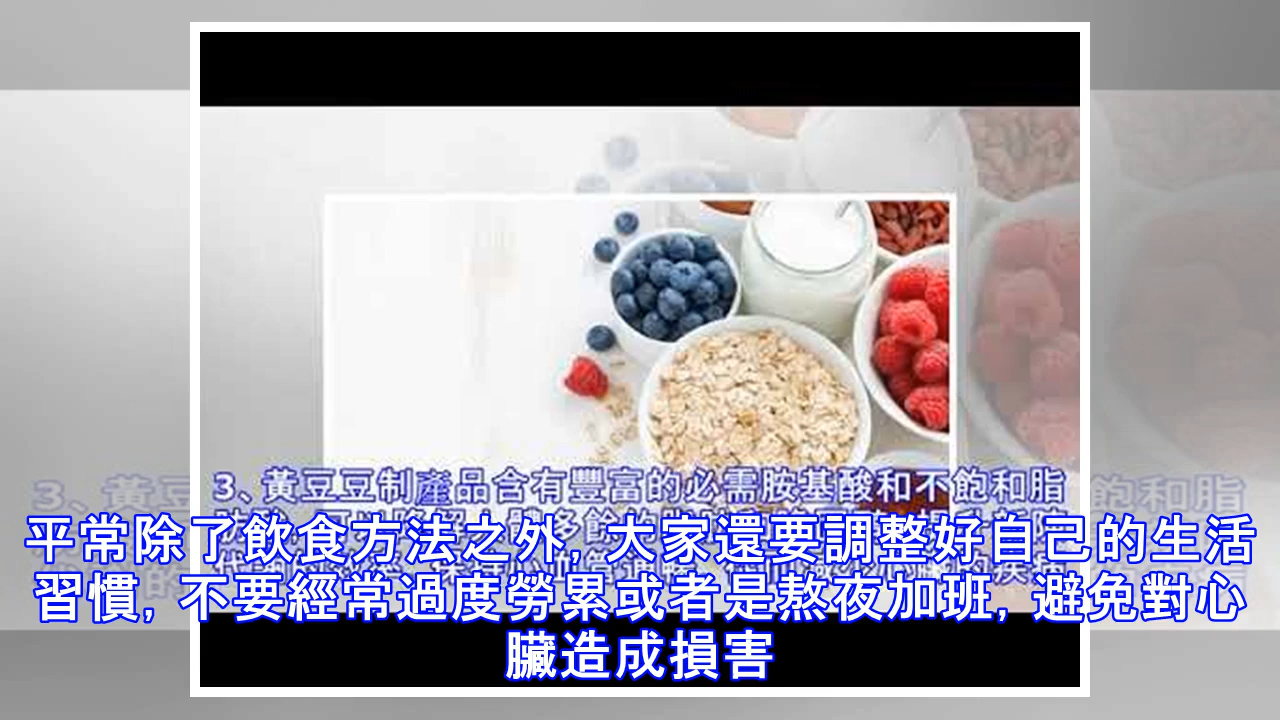 3、黃豆豆制產品含有豐富的必需胺基酸和不飽和脂
平常除了飲食方法之外, 大家還要調整好自己的生活
習慣, 不要經常過度勞累或者是熬夜加班, 避免對心
臟造成損害